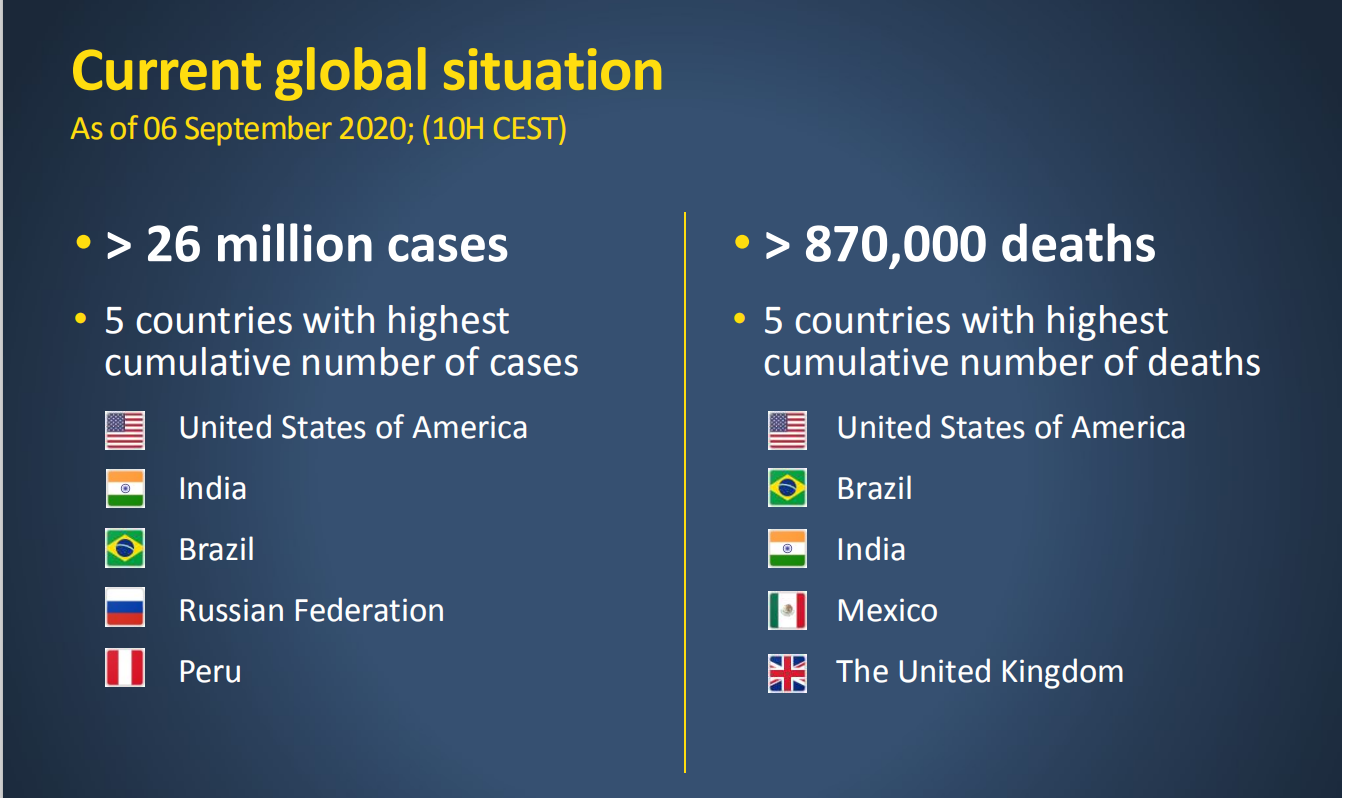 Current global situation
As of 06 September 2020; (10H CEST)
• > 26 million cases
• 5 countries with highest
cumulative number of cases
United States of America
India
Brazil
Russian Federation
Peru
• > 870,000 deaths
• 5 countries with highest
cumulative number of deaths
United States of America
Brazil
India
Mexico
The United Kingdom